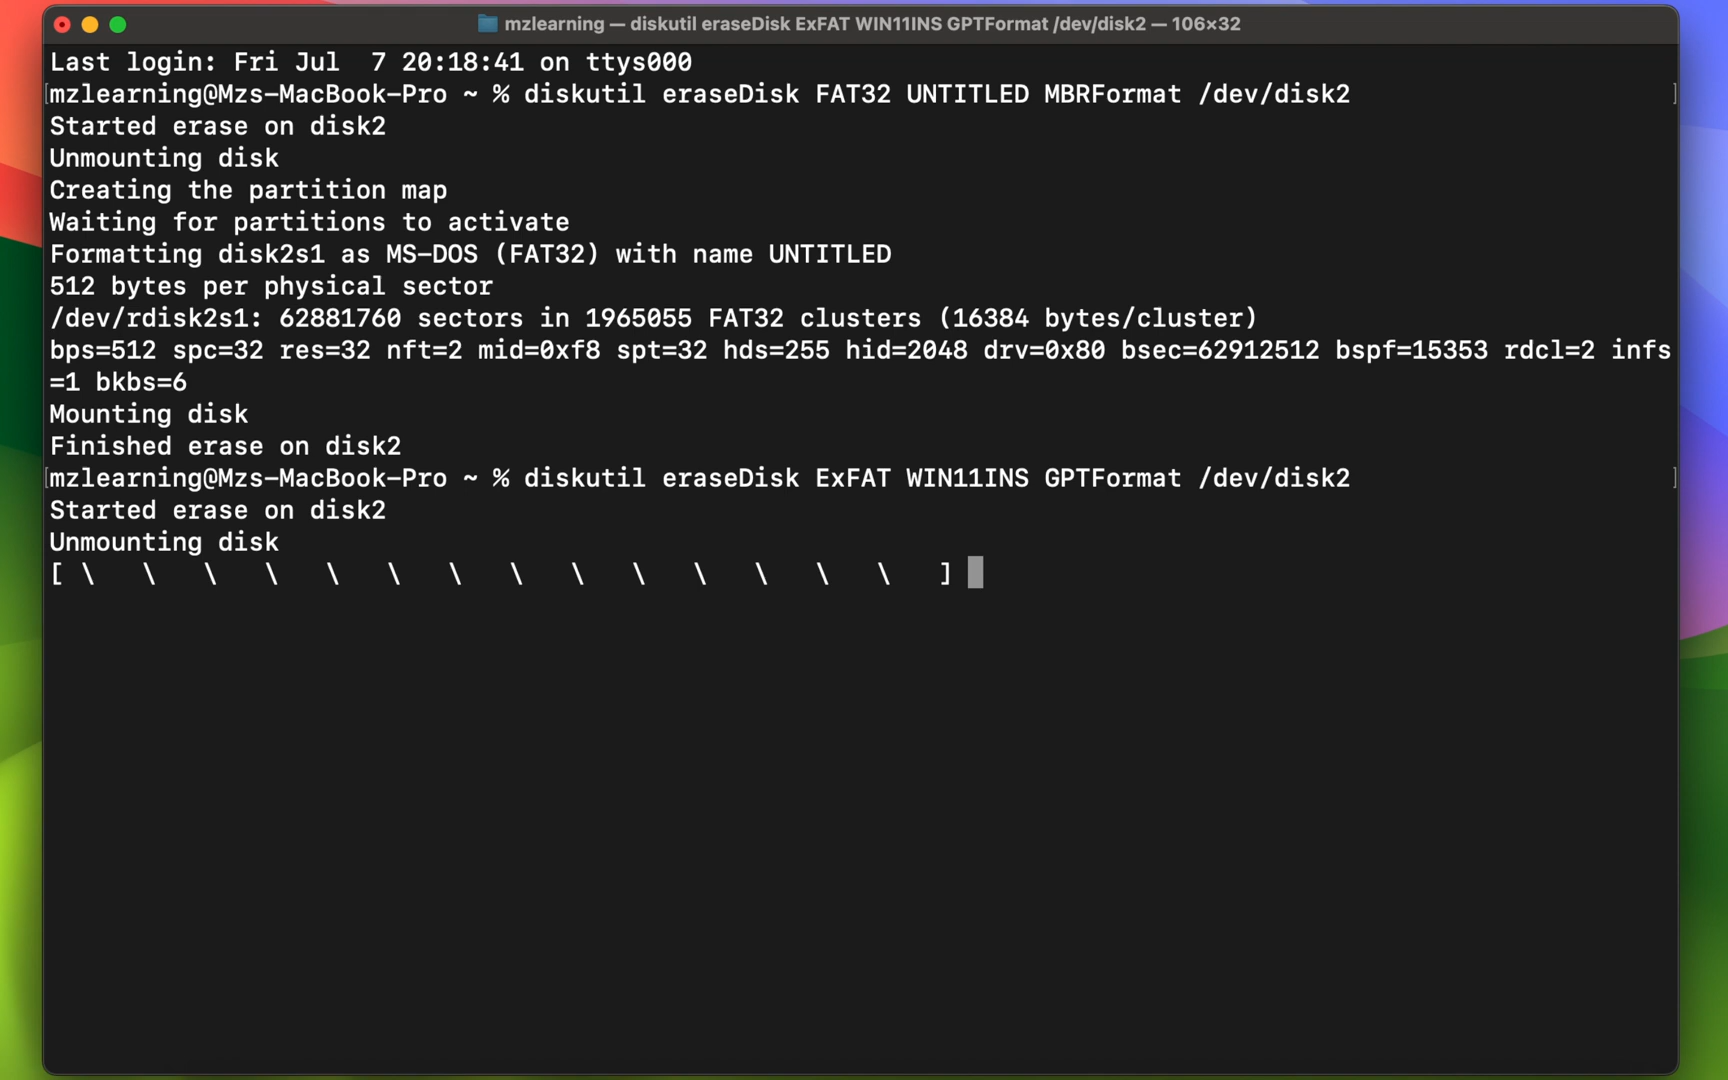 mzlearning — diskutil eraseDisk ExFAT WIN11INS GPTFormat /dev/disk2 — 106×32
Last login: Fri Jul  7 20:18:41 on ttys000
[mzlearning@Mzs-MacBook-Pro ~ % diskutil eraseDisk FAT32 UNTITLED MBRFormat /dev/disk2 ]
Started erase on disk2
Unmounting disk
Creating the partition map
Waiting for partitions to activate
Formatting disk2s1 as MS-DOS (FAT32) with name UNTITLED
512 bytes per physical sector
/dev/rdisk2s1: 62881760 sectors in 1965055 FAT32 clusters (16384 bytes/cluster)
bps=512 spc=32 res=32 nft=2 mid=0xf8 spt=32 hds=255 hid=2048 drv=0x80 bsec=62912512 bspf=15353 rdcl=2 infs
=1 bkbs=6
Mounting disk
Finished erase on disk2
[mzlearning@Mzs-MacBook-Pro ~ % diskutil eraseDisk ExFAT WIN11INS GPTFormat /dev/disk2 ]
Started erase on disk2
Unmounting disk
[ \   \   \   \   \   \   \   \   \   \   \   \   \   \   ]